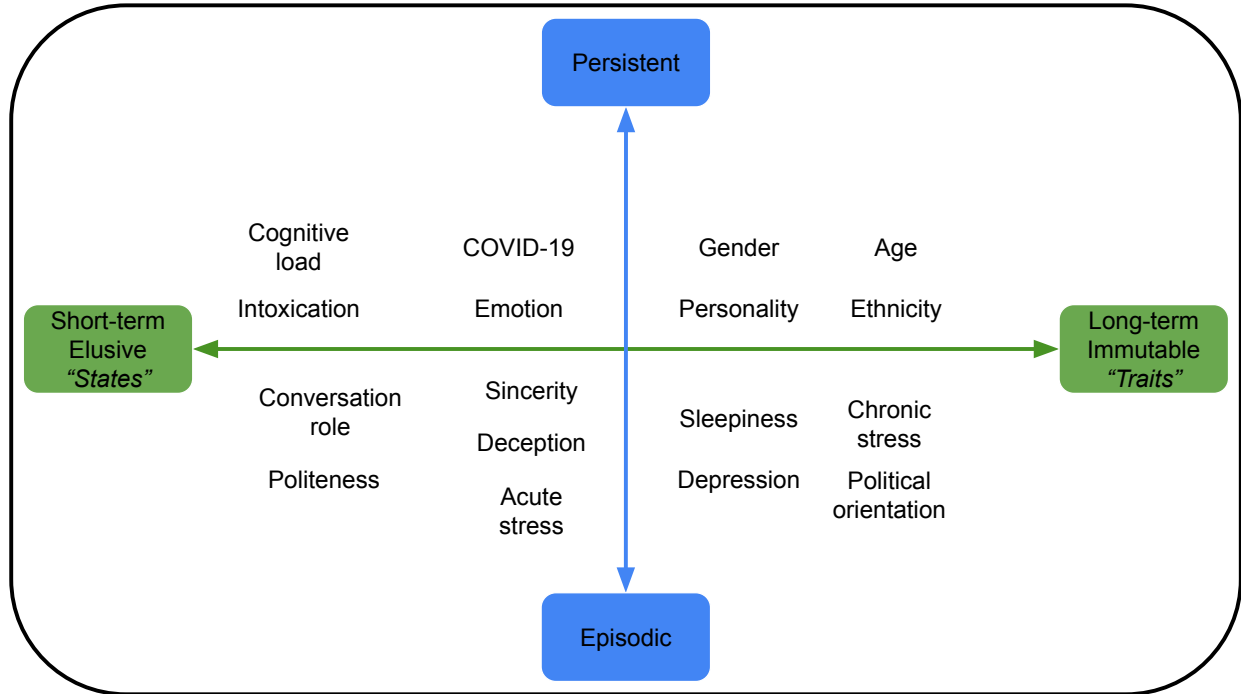 Persistent
Cognitive
load
COVID-19
Gender
Age
Intoxication
Emotion
Personality
Ethnicity
Short-term
Elusive
“States”
Long-term
Immutable
“Traits”
Conversation
role
Sincerity
Sleepiness
Chronic
stress
Deception
Politeness
Depression
Political
orientation
Acute
stress
Episodic